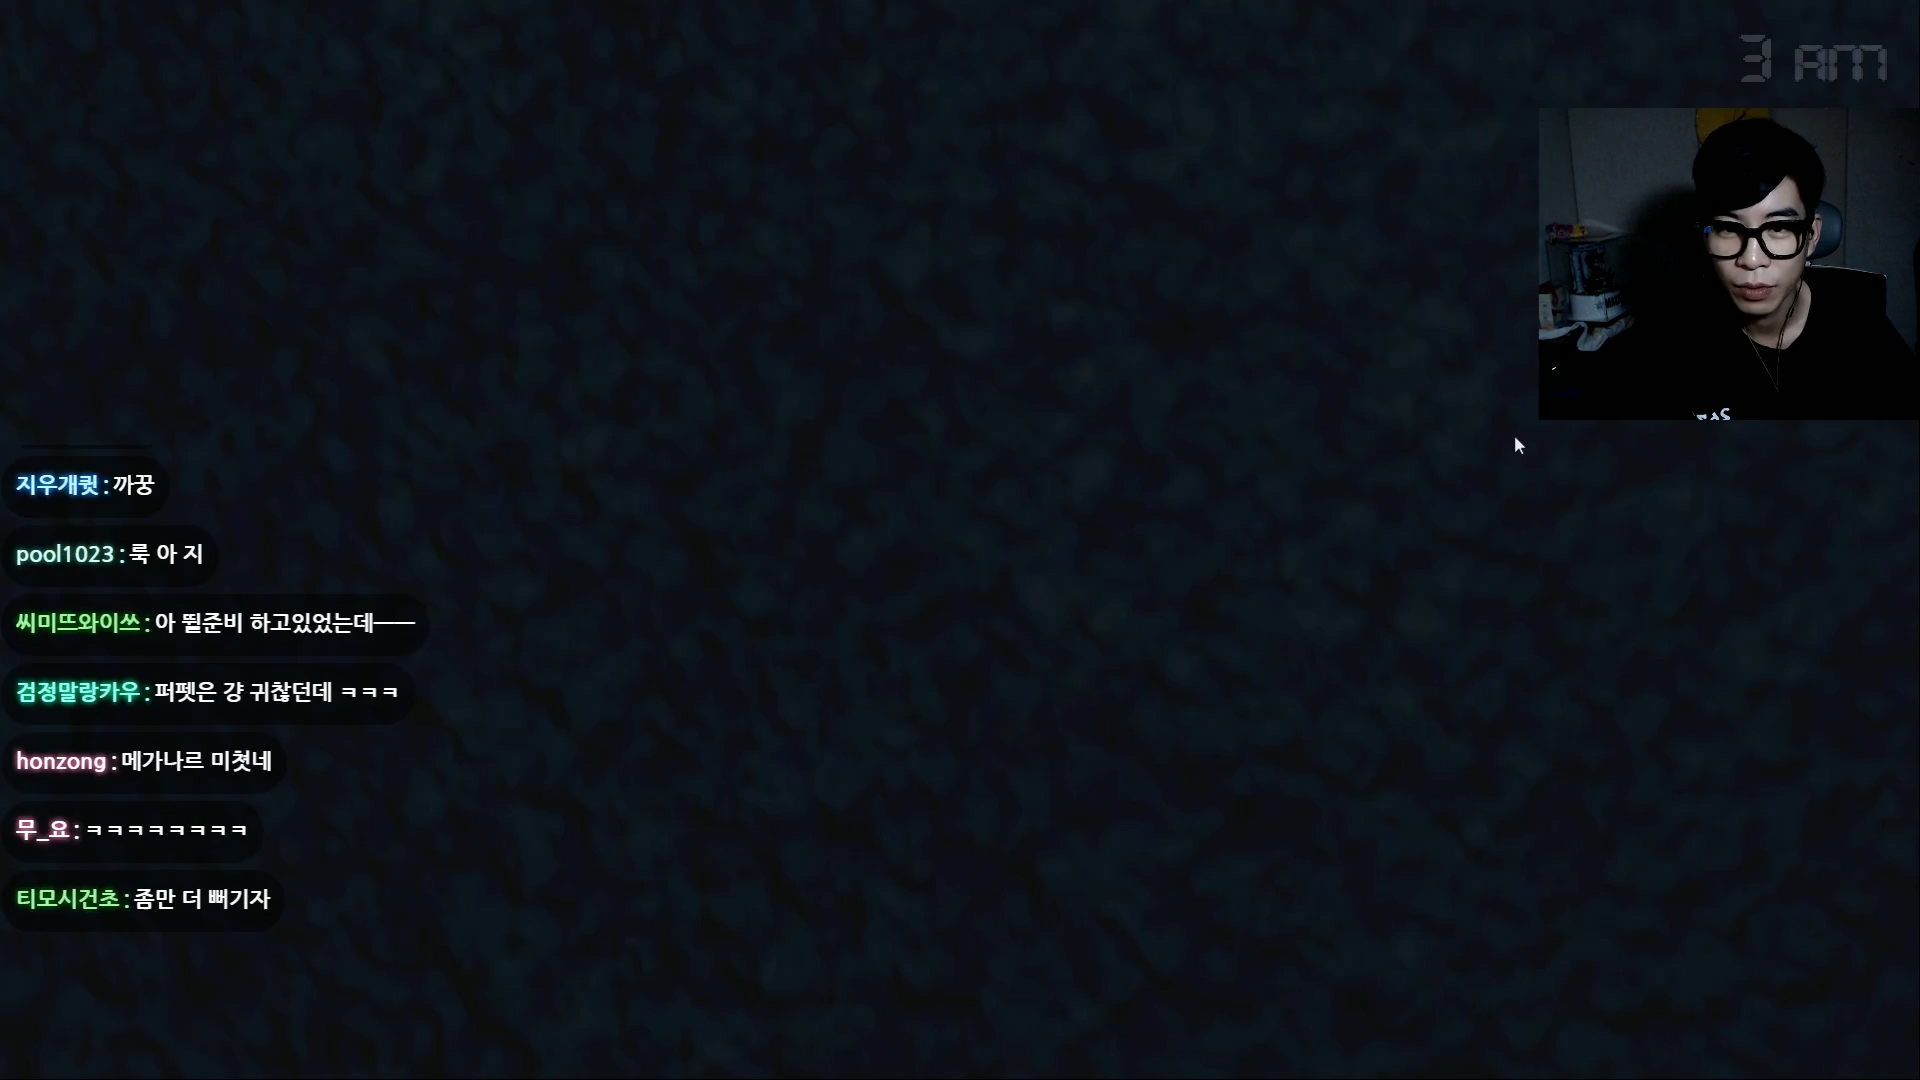 3 AM
지우개큇 : 까꿍
pool1023 : 룩 아 지
씨미뜨와이쓰 : 아 뛸준비 하고있었는데――
검정말랑카우 : 퍼펫은 걍 귀찮던데 ㅋㅋㅋ
honzong : 메가나르 미쳣네
무_요 : ㅋㅋㅋㅋㅋㅋㅋㅋ
티모시건초 : 좀만 더 뻐기자